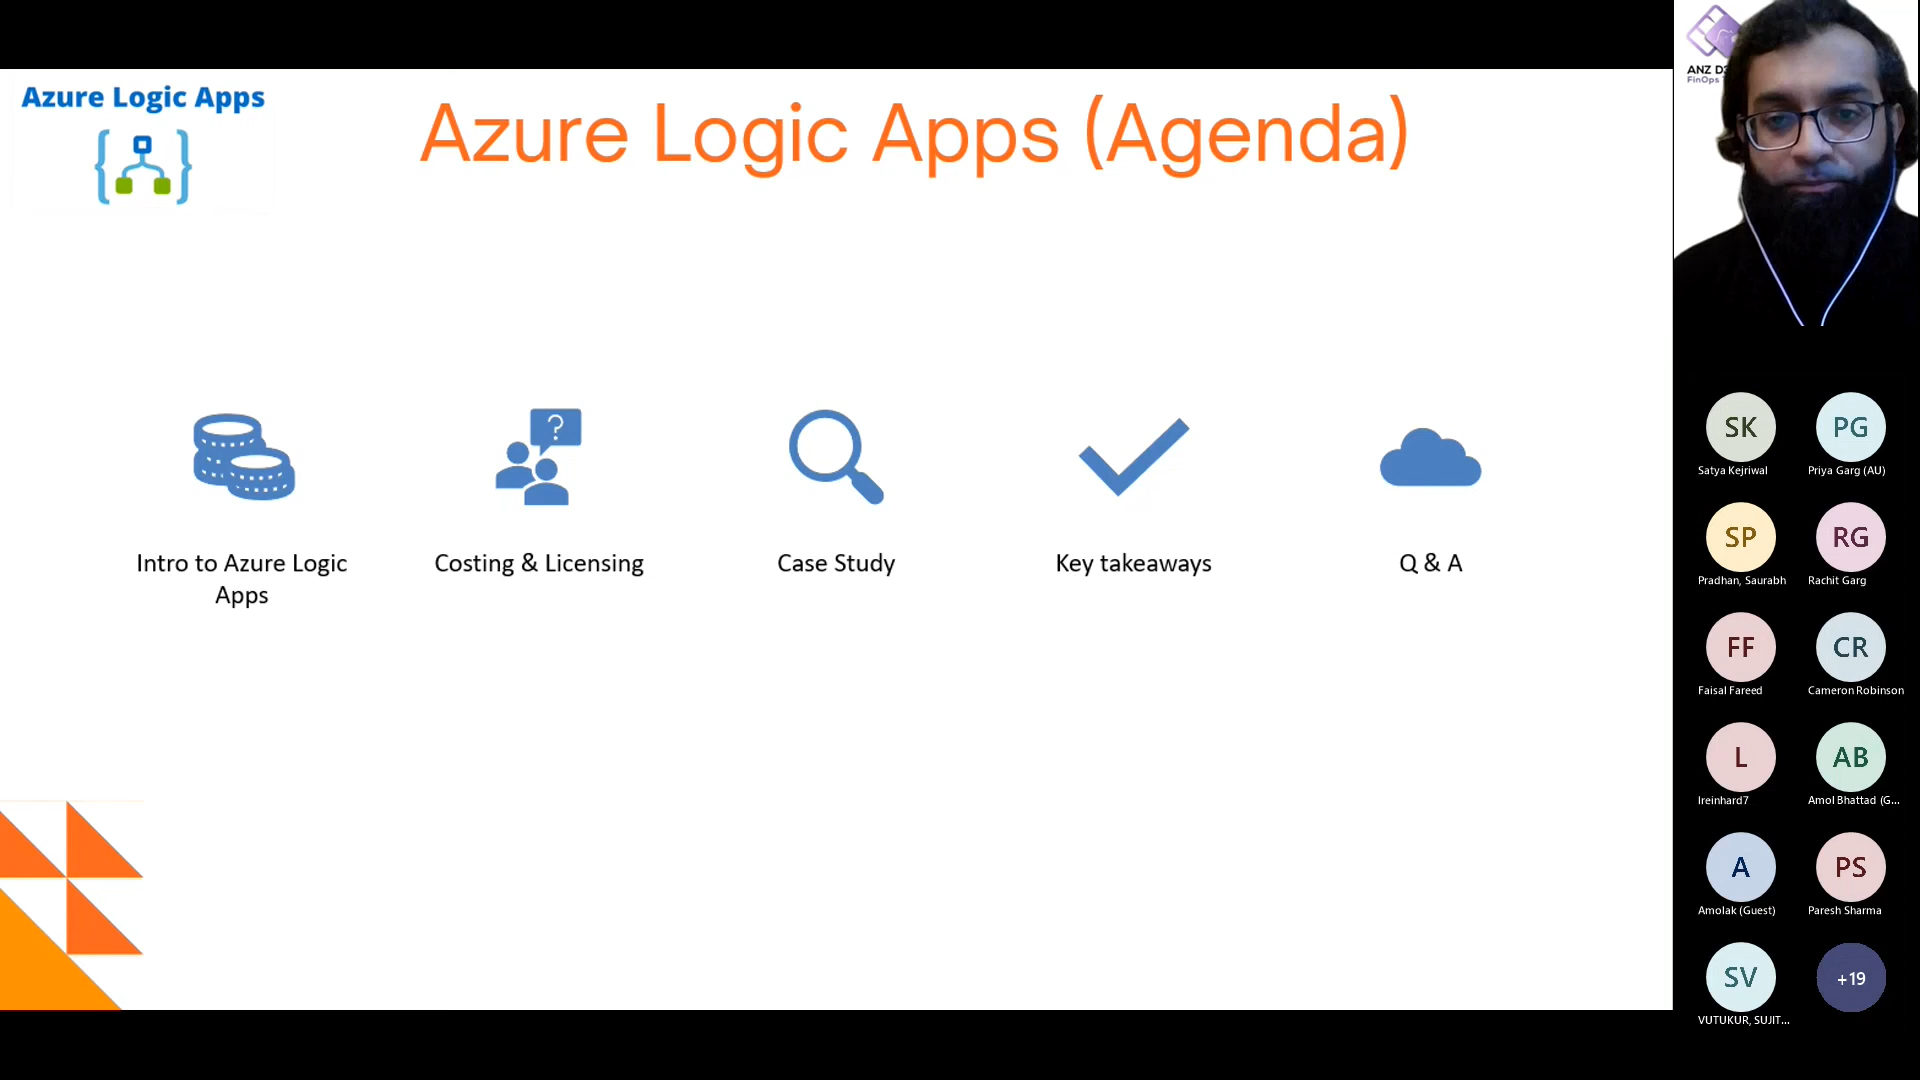 Azure Logic Apps
Azure Logic Apps (Agenda)
?
Intro to Azure Logic
Apps
Costing & Licensing
Case Study
Key takeaways
Q & A
ANZ
FinOps
SK
Satya Kejriwal
PG
Priya Garg (AU)
SP
Pradhan, Saurabh
RG
Rachit Garg
FF
Faisal Fareed
CR
Cameron Robinson
L
lreinhard7
AB
Amol Bhattad (G...
A
Amolak (Guest)
PS
Paresh Sharma
SV
VUTUKUR, SUJIT...
+19